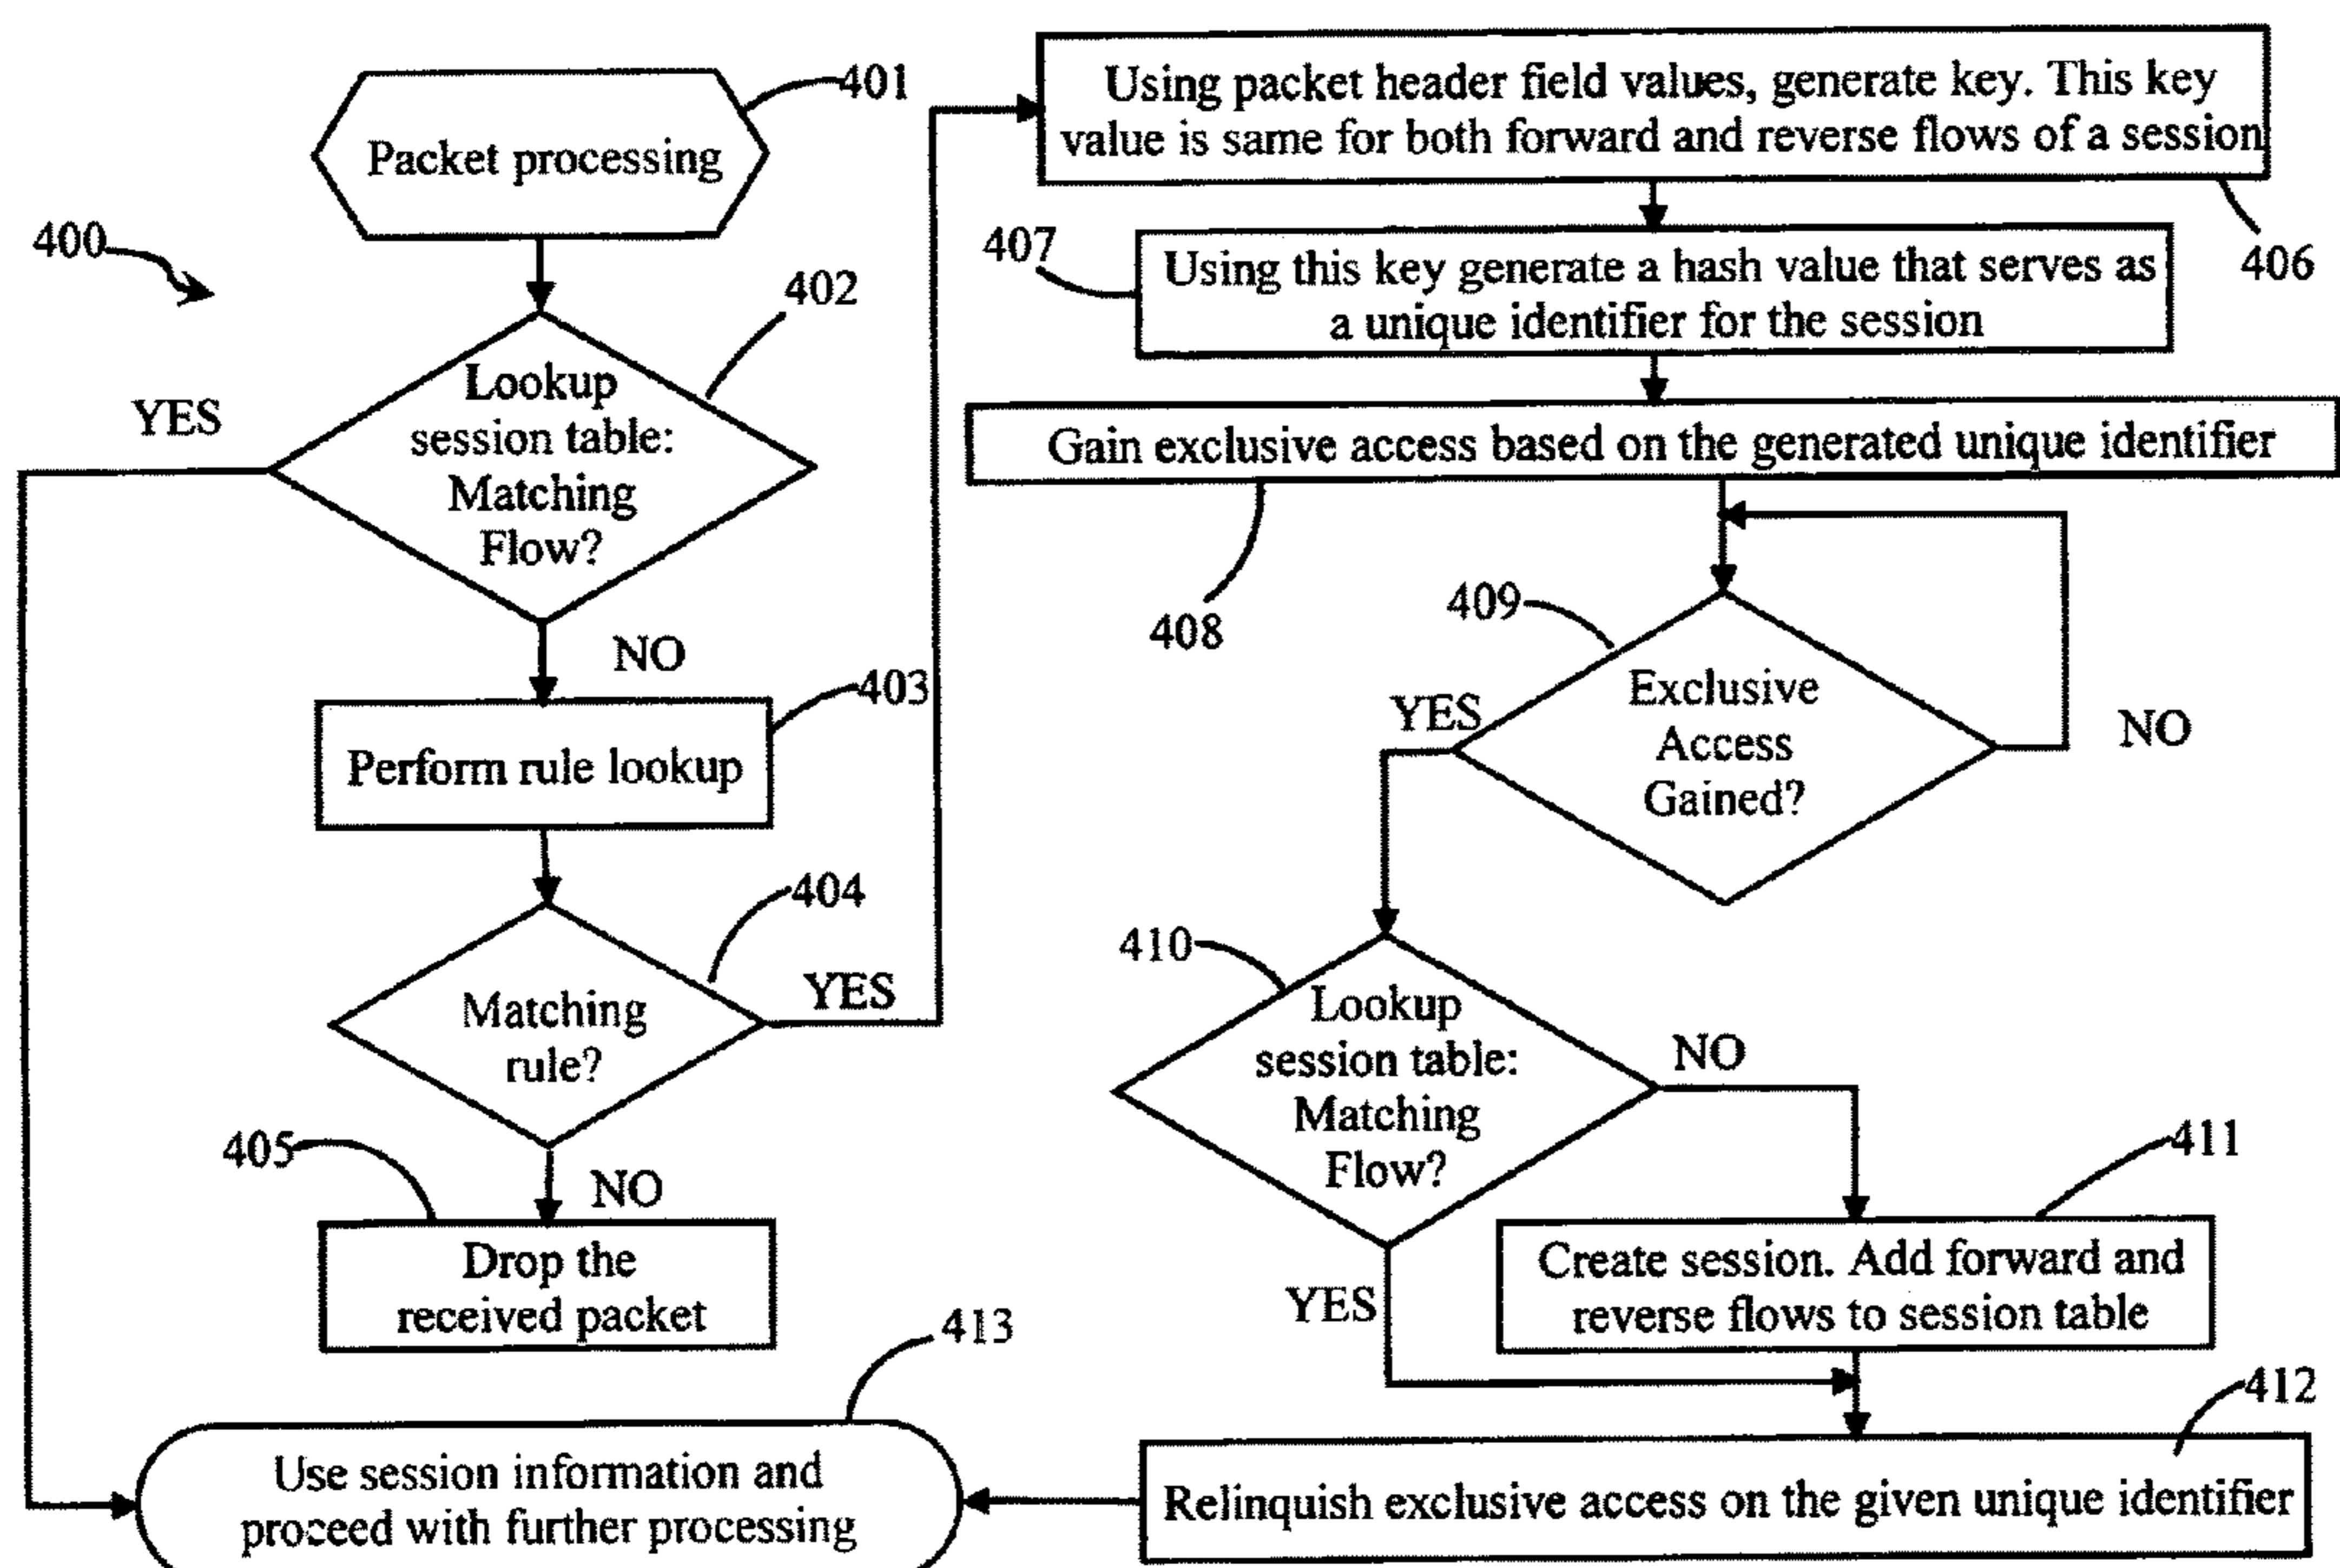 401
Packet processing
400
402
Lookup
session table:
Matching
Flow?
YES
NO
403
Perform rule lookup
404
Matching
rule?
YES
NO
405
Drop the
received packet
Using packet header field values, generate key. This key
value is same for both forward and reverse flows of a session
406
407
Using this key generate a hash value that serves as
a unique identifier for the session
Gain exclusive access based on the generated unique identifier
408
409
Exclusive
Access
Gained?
YES
NO
410
Lookup
session table:
Matching
Flow?
NO
YES
411
Create session. Add forward and
reverse flows to session table
412
Relinquish exclusive access on the given unique identifier
413
Use session information and
proceed with further processing